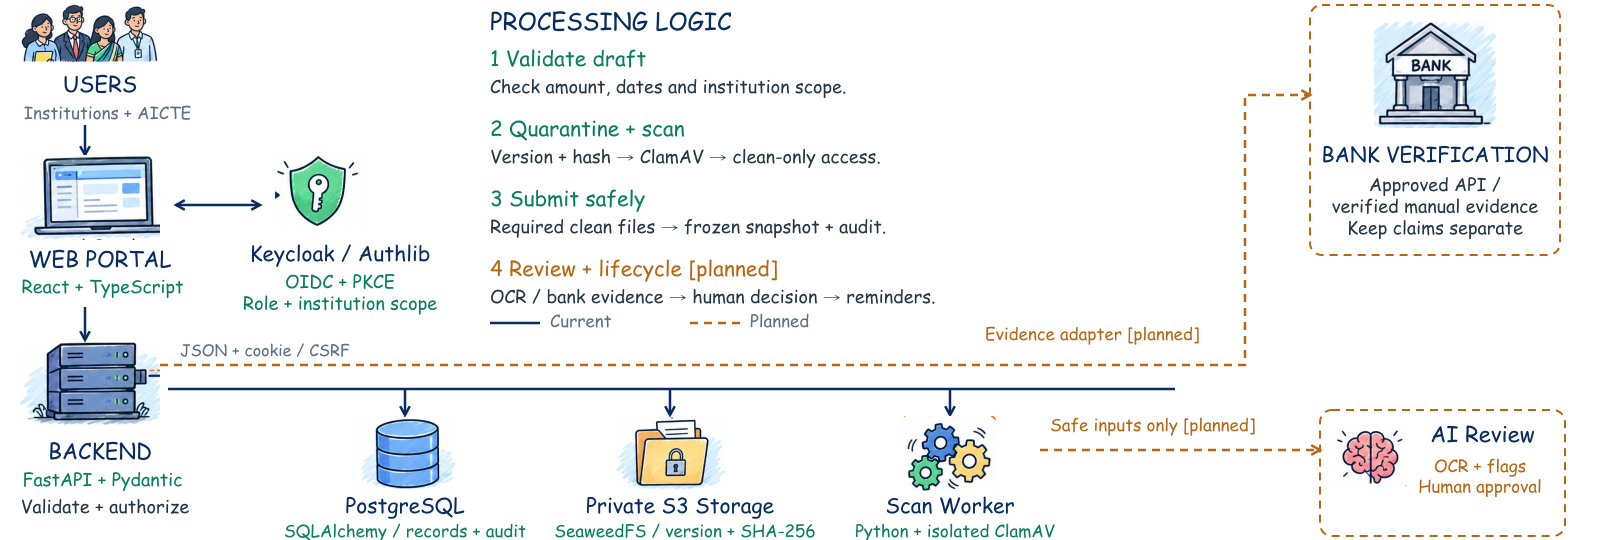 USERS
Institutions + AICTE
WEB PORTAL
React + TypeScript
Keycloak / Authlib
OIDC + PKCE
Role + institution scope
PROCESSING LOGIC
1 Validate draft
Check amount, dates and institution scope.
2 Quarantine + scan
Version + hash → ClamAV → clean-only access.
3 Submit safely
Required clean files → frozen snapshot + audit.
4 Review + lifecycle [planned]
OCR / bank evidence → human decision → reminders.
Current
Planned
BANK
BANK VERIFICATION
Approved API /
verified manual evidence
Keep claims separate
Evidence adapter [planned]
JSON + cookie / CSRF
BACKEND
FastAPI + Pydantic
Validate + authorize
PostgreSQL
SQLAlchemy / records + audit
Private S3 Storage
SeaweedFS / version + SHA-256
Scan Worker
Python + isolated ClamAV
Safe inputs only [planned]
AI Review
OCR + flags
Human approval